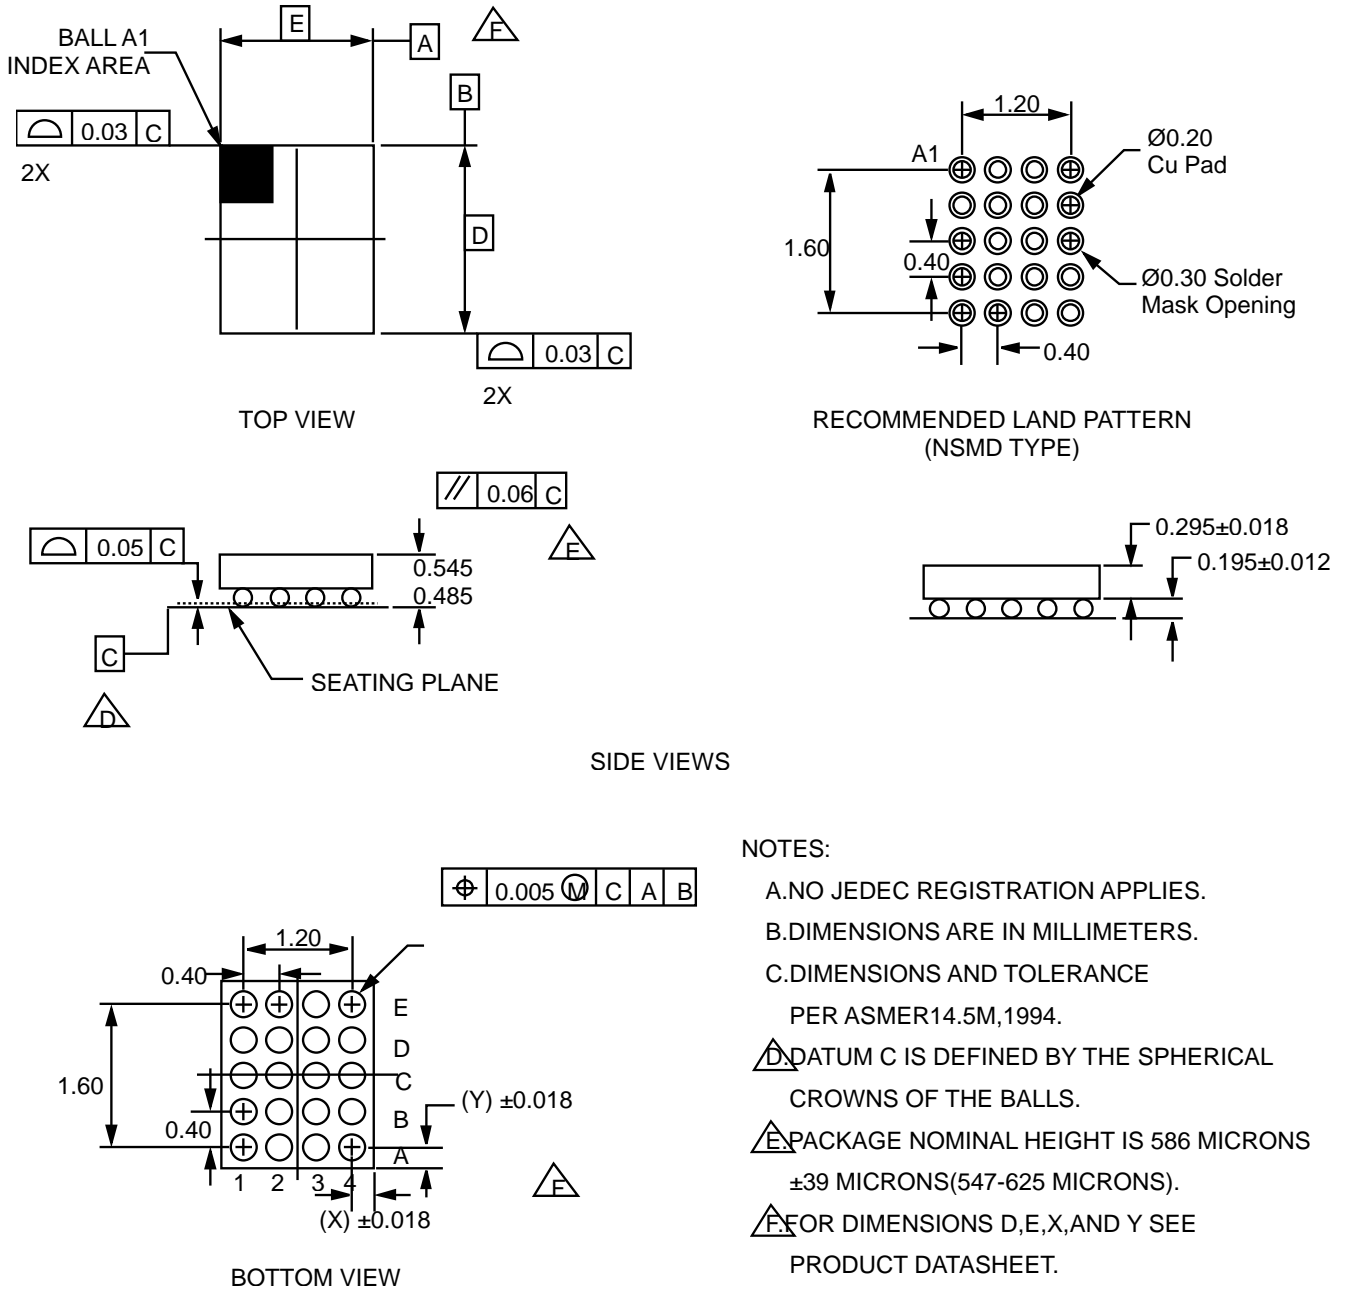 E
F
A
BALL A1
INDEX AREA
B
0.03 C
2X
D
0.03 C
2X
TOP VIEW
1.20
Ø0.20
Cu Pad
A1
1.60
0.40
Ø0.30 Solder
Mask Opening
0.40
RECOMMENDED LAND PATTERN
(NSMD TYPE)
0.06 C
E
0.05 C
0.545
0.485
C
SEATING PLANE
D
0.295±0.018
0.195±0.012
SIDE VIEWS
0.005 M C A B
1.20
0.40
E
D
C
B
A
1.60
0.40
(Y) ±0.018
1 2 3 4
(X) ±0.018
F
BOTTOM VIEW
NOTES:
A.NO JEDEC REGISTRATION APPLIES.
B.DIMENSIONS ARE IN MILLIMETERS.
C.DIMENSIONS AND TOLERANCE
PER ASMER14.5M,1994.
D.DATUM C IS DEFINED BY THE SPHERICAL
CROWNS OF THE BALLS.
E.PACKAGE NOMINAL HEIGHT IS 586 MICRONS
±39 MICRONS(547-625 MICRONS).
F.FOR DIMENSIONS D,E,X,AND Y SEE
PRODUCT DATASHEET.